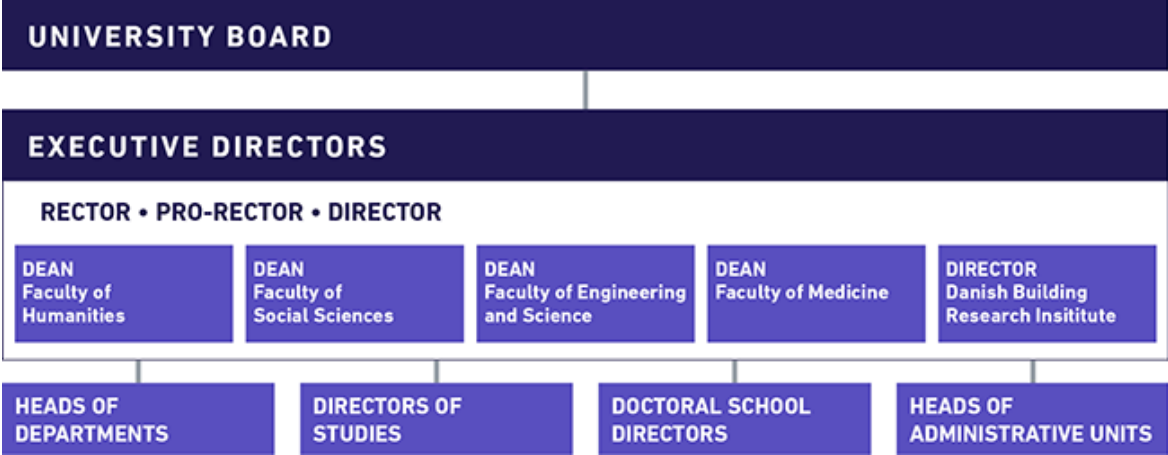 UNIVERSITY BOARD
EXECUTIVE DIRECTORS
RECTOR • PRO-RECTOR • DIRECTOR
DEAN
Faculty of
Humanities
DEAN
Faculty of
Social Sciences
DEAN
Faculty of Engineering
and Science
DEAN
Faculty of Medicine
DIRECTOR
Danish Building
Research Insititute
HEADS OF
DEPARTMENTS
DIRECTORS OF
STUDIES
DOCTORAL SCHOOL
DIRECTORS
HEADS OF
ADMINISTRATIVE UNITS